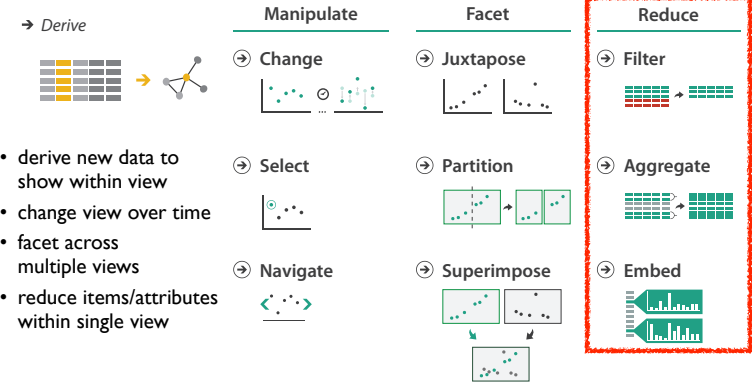 → Derive
• derive new data to
show within view
• change view over time
• facet across
multiple views
• reduce items/attributes
within single view
Manipulate
Change
...
Select
Navigate
Facet
Juxtapose
Partition
Superimpose
Reduce
Filter
Aggregate
Embed